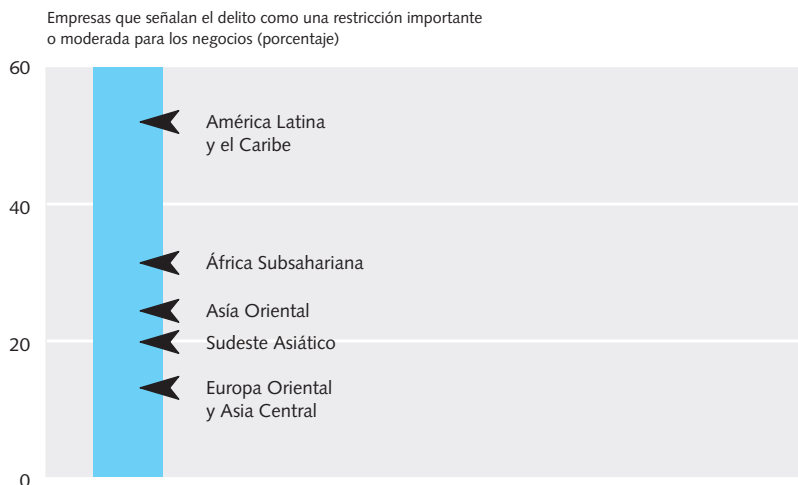 Empresas que señalan el delito como una restricción importante
o moderada para los negocios (porcentaje)
60
América Latina
y el Caribe
40
África Subsahariana
Asía Oriental
20
Sudeste Asiático
Europa Oriental
y Asia Central
0